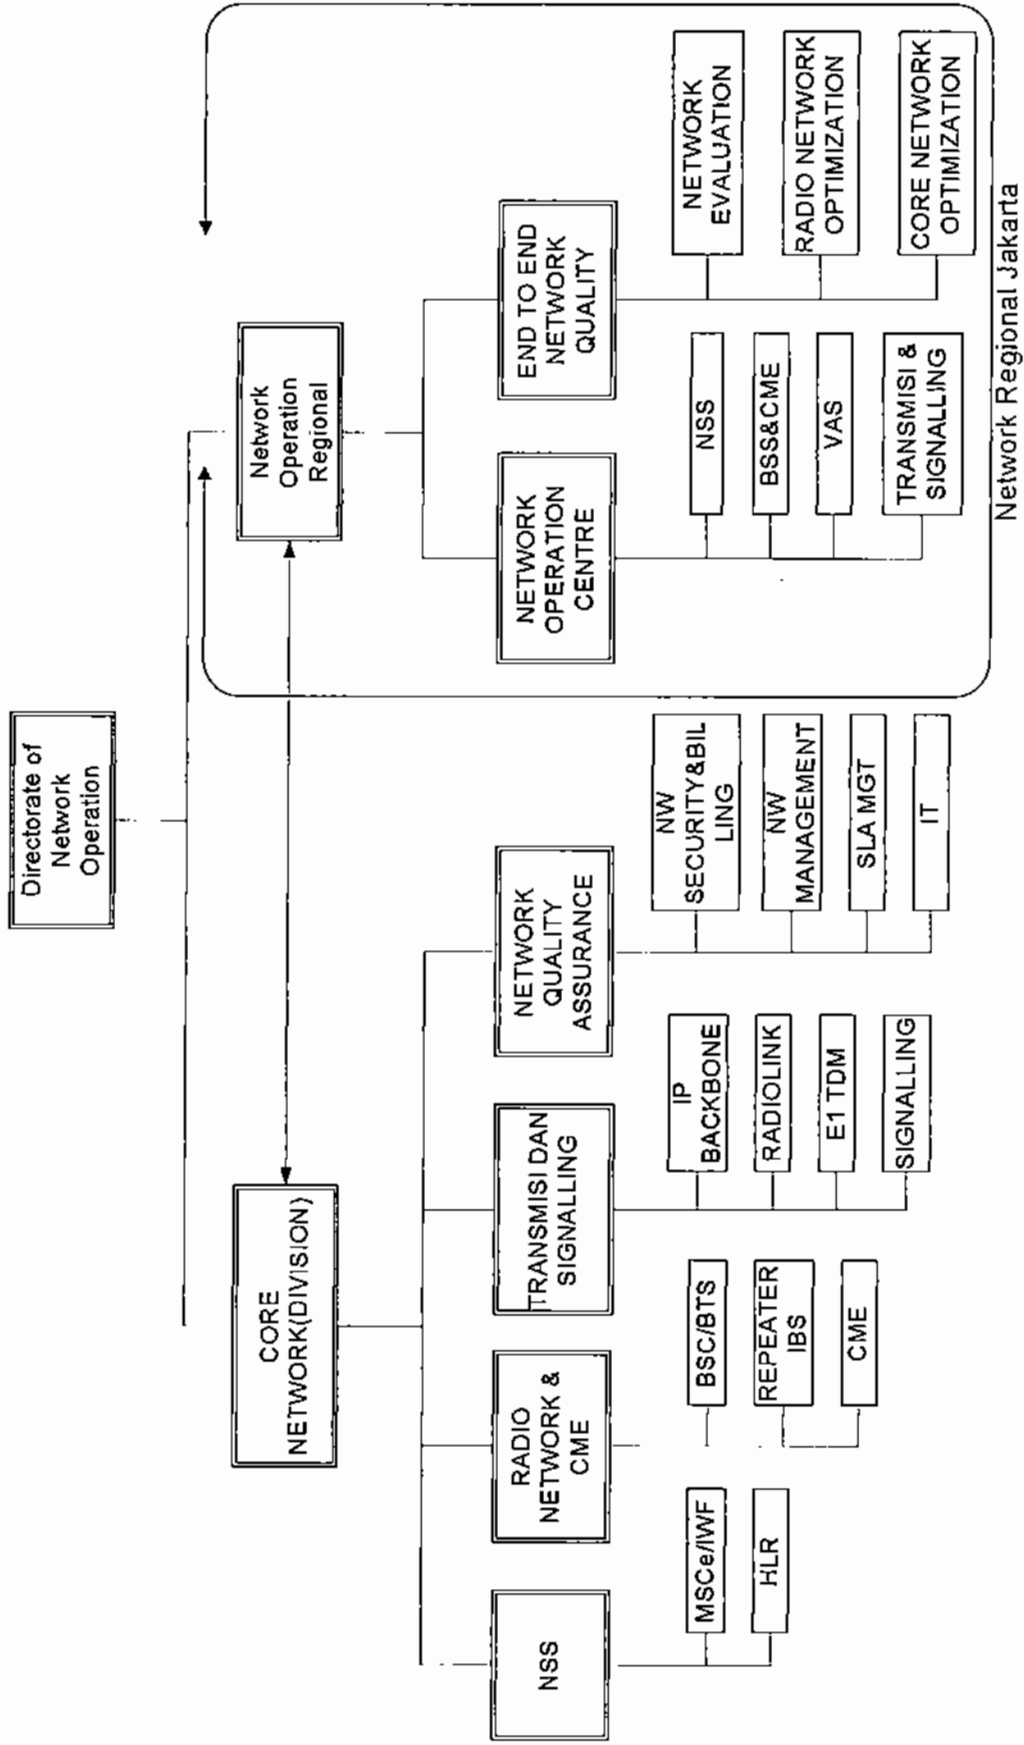 Directorate of
Network
Operation
CORE
NETWORK(DIVISION)
Network
Operation
Regional
NSS
RADIO
NETWORK &
CME
TRANSMISI DAN
SIGNALLING
NETWORK
QUALITY
ASSURANCE
NETWORK
OPERATION
CENTRE
END TO END
NETWORK
QUALITY
MSCe/IWF
HLR
BSC/BTS
REPEATER
IBS
CME
IP
BACKBONE
RADIOLINK
E1 TDM
SIGNALLING
NW
SECURITY&BIL
LING
NW
MANAGEMENT
SLA MGT
IT
NSS
BSS&CME
VAS
TRANSMISI &
SIGNALLING
NETWORK
EVALUATION
RADIO NETWORK
OPTIMIZATION
CORE NETWORK
OPTIMIZATION
Network Regional Jakarta